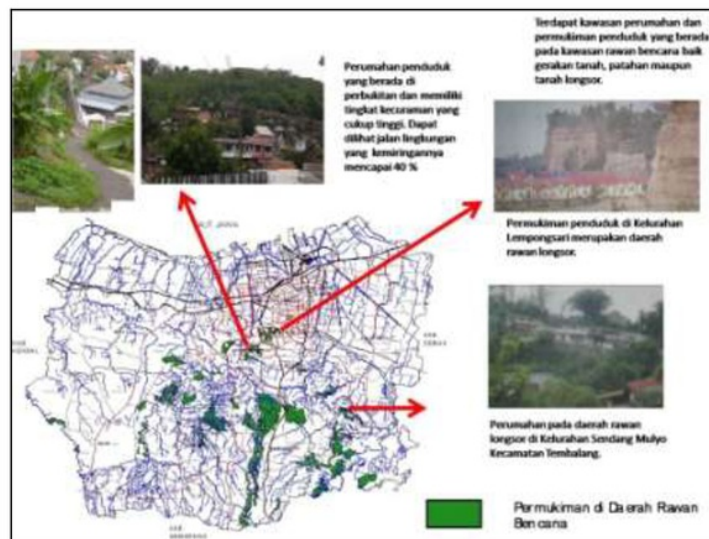 Terdapat kawasan perumahan dan
permukiman penduduk yang berada
pada kawasan rawan bencana baik
gerakan tanah, patahan maupun
tanah longsor.
Perumahan penduduk
yang berada di
perbukitan dan memiliki
tingkat kecuraman yang
cukup tinggi. Dapat
dilihat jalan lingkungan
yang kemiringannya
mencapai 40 %
Permukiman penduduk di Kelurahan
Lempongsari merupakan daerah
rawan longsor.
Perumahan pada daerah rawan
longsor di Kelurahan Sendang Mulyo
Kecamatan Tembalang.
Permukiman di Daerah Rawan
Bencana